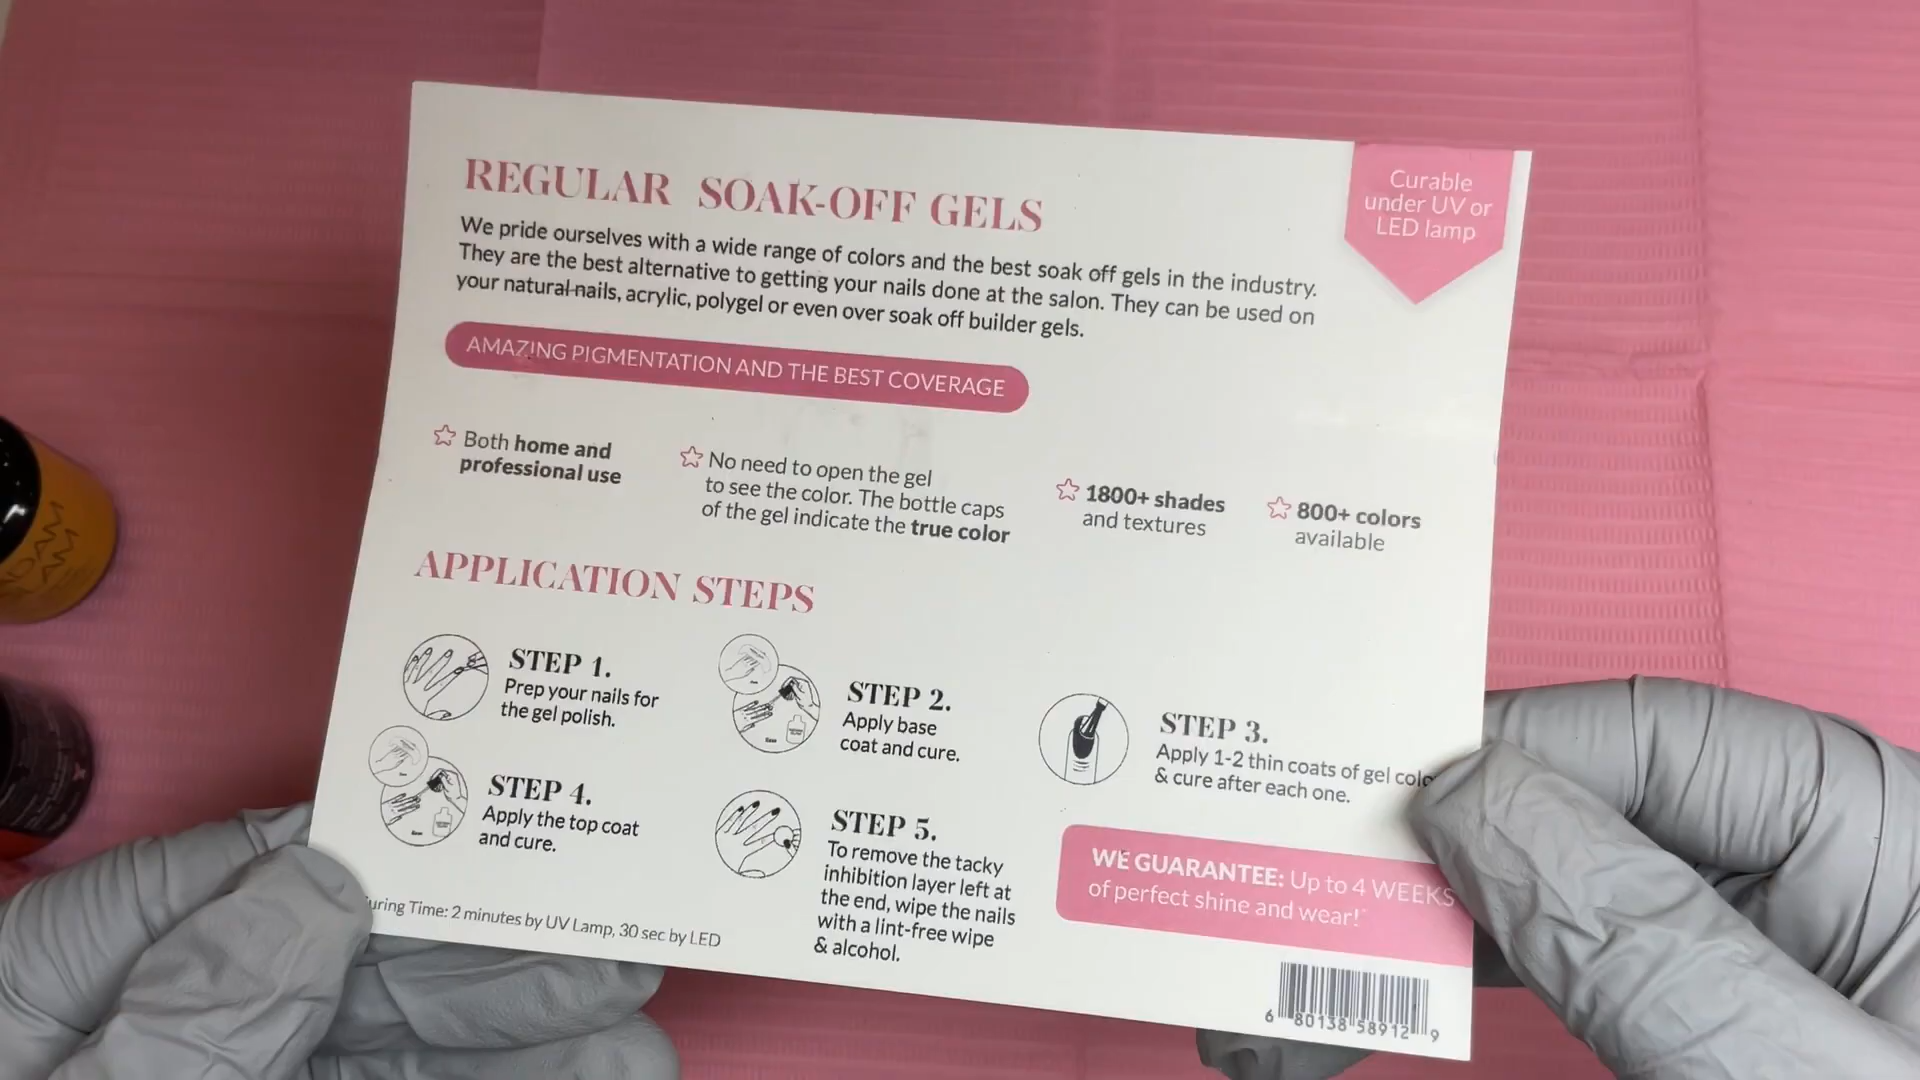 REGULAR SOAK-OFF GELS
We pride ourselves with a wide range of colors and the best soak off gels in the industry.
They are the best alternative to getting your nails done at the salon. They can be used on
your natural nails, acrylic, polygel or even over soak off builder gels.
Curable
under UV or
LED lamp
AMAZING PIGMENTATION AND THE BEST COVERAGE
Both home and
professional use
No need to open the gel
to see the color. The bottle caps
of the gel indicate the true color
1800+ shades
and textures
800+ colors
available
APPLICATION STEPS
STEP 1.
Prep your nails for
the gel polish.
STEP 2.
Apply base
coat and cure.
STEP 3.
Apply 1-2 thin coats of gel colo
& cure after each one.
STEP 4.
Apply the top coat
and cure.
STEP 5.
To remove the tacky
inhibition layer left at
the end, wipe the nails
with a lint-free wipe
& alcohol.
WE GUARANTEE: Up to 4 WEEKS
of perfect shine and wear!*
uring Time: 2 minutes by UV Lamp, 30 sec by LED
6 80138 58912 9